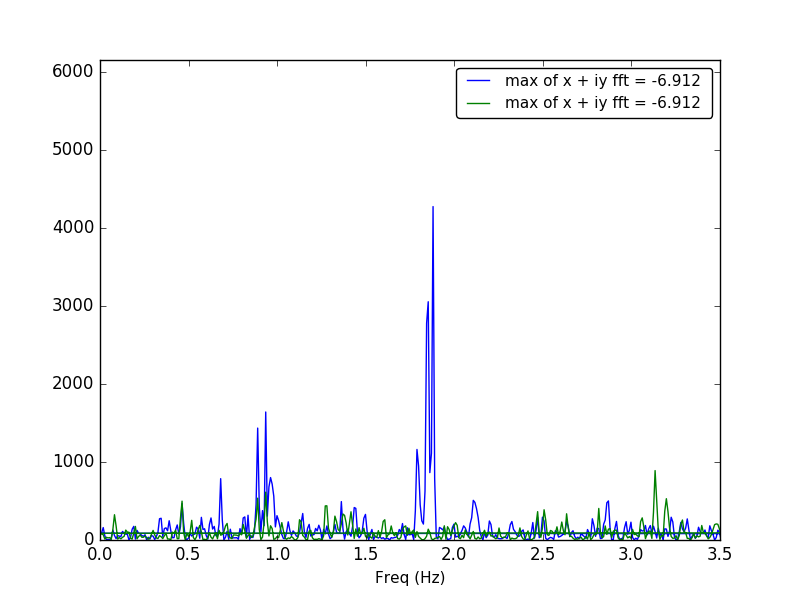 max of x + iy fft = -6.912
max of x + iy fft = -6.912
6000
5000
4000
3000
2000
1000
0
0.0 0.5 1.0 1.5 2.0 2.5 3.0 3.5
Freq (Hz)